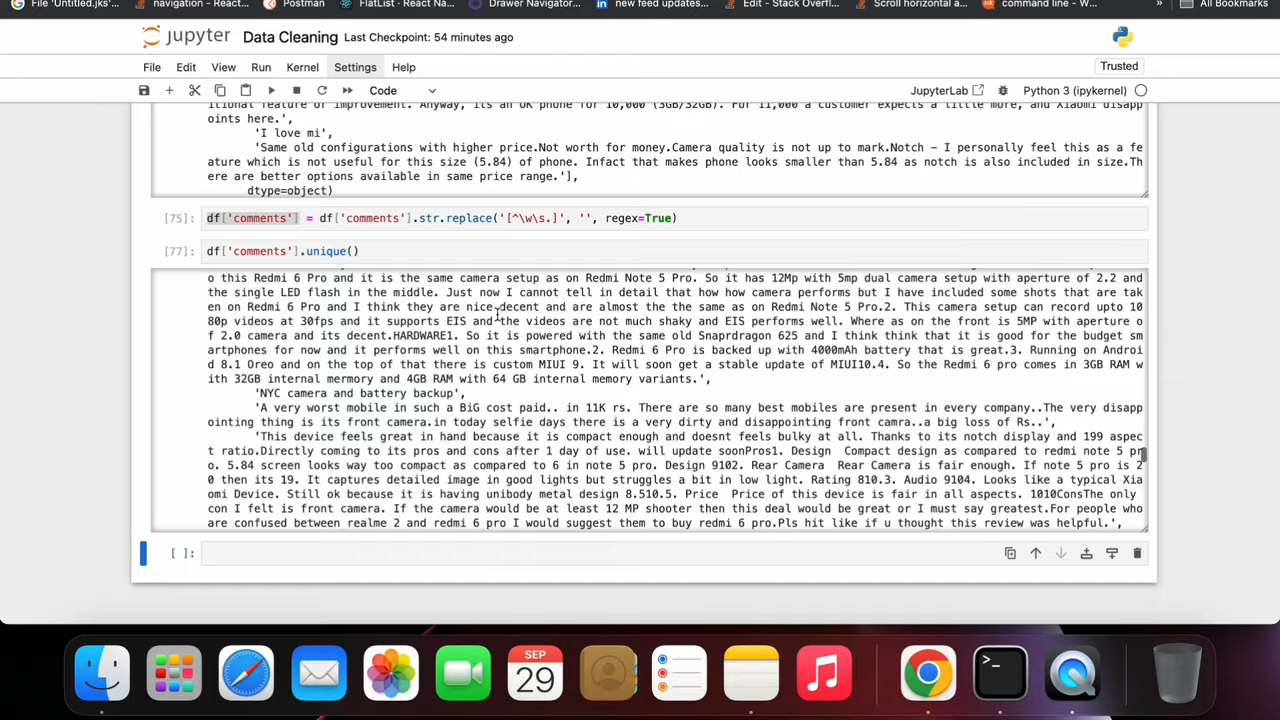 File 'Untitled.jks'...
navigation - React...
Postman
FlatList · React Na...
Drawer Navigator...
new feed updates...
Edit - Stack Overfl...
Scroll horizontal a...
command line - W...
»
All Bookmarks
jupyter Data Cleaning Last Checkpoint: 54 minutes ago
File Edit View Run Kernel Settings Help
Trusted
Code
JupyterLab
Python 3 (ipykernel)
itional feature or improvement. Anyway, its an OK phone for 10,000 (3GB/32GB). For 11,000 a customer expects a little more, and Xiaomi disapp
oints here.',
'I love mi',
'Same old configurations with higher price.Not worth for money.Camera quality is not up to mark.Notch – I personally feel this as a fe
ature which is not useful for this size (5.84) of phone. Infact that makes phone looks smaller than 5.84 as notch is also included in size.Th
ere are better options available in same price range.'],
dtype=object)
[75]: df['comments'] = df['comments'].str.replace('[^\w\s.]', '', regex=True)
[77]: df['comments'].unique()
o this Redmi 6 Pro and it is the same camera setup as on Redmi Note 5 Pro. So it has 12Mp with 5mp dual camera setup with aperture of 2.2 and
the single LED flash in the middle. Just now I cannot tell in detail that how how camera performs but I have included some shots that are tak
en on Redmi 6 Pro and I think they are nice decent and are almost the the same as on Redmi Note 5 Pro.2. This camera setup can record upto 10
80p videos at 30fps and it supports EIS and the videos are not much shaky and EIS performs well. Where as on the front is 5MP with aperture o
f 2.0 camera and its decent.HARDWARE1. So it is powered with the same old Snaprdragon 625 and I think think that it is good for the budget sm
artphones for now and it performs well on this smartphone.2. Redmi 6 Pro is backed up with 4000mAh battery that is great.3. Running on Androi
d 8.1 Oreo and on the top of that there is custom MIUI 9. It will soon get a stable update of MIUI10.4. So the Redmi 6 pro comes in 3GB RAM w
ith 32GB internal mermory and 4GB RAM with 64 GB internal memory variants.',
'NYC camera and battery backup',
'A very worst mobile in such a BiG cost paid.. in 11K rs. There are so many best mobiles are present in every company..The very disapp
ointing thing is its front camera.in today selfie days there is a very dirty and disappointing front camra..a big loss of Rs..',
'This device feels great in hand because it is compact enough and doesnt feels bulky at all. Thanks to its notch display and 199 aspec
t ratio.Directly coming to its pros and cons after 1 day of use. will update soonPros1. Design  Compact design as compared to redmi note 5 pr
o. 5.84 screen looks way too compact as compared to 6 in note 5 pro. Design 9102. Rear Camera  Rear Camera is fair enough. If note 5 pro is 2
0 then its 19. It captures detailed image in good lights but struggles a bit in low light. Rating 810.3. Audio 9104. Looks like a typical Xia
omi Device. Still ok because it is having unibody metal design 8.510.5. Price  Price of this device is fair in all aspects. 1010ConsThe only
con I felt is front camera. If the camera would be at least 12 MP shooter then this deal would be great or I must say greatest.For people who
are confused between realme 2 and redmi 6 pro I would suggest them to buy redmi 6 pro.Pls hit like if u thought this review was helpful.',
[ ]:
SEP
29
>_